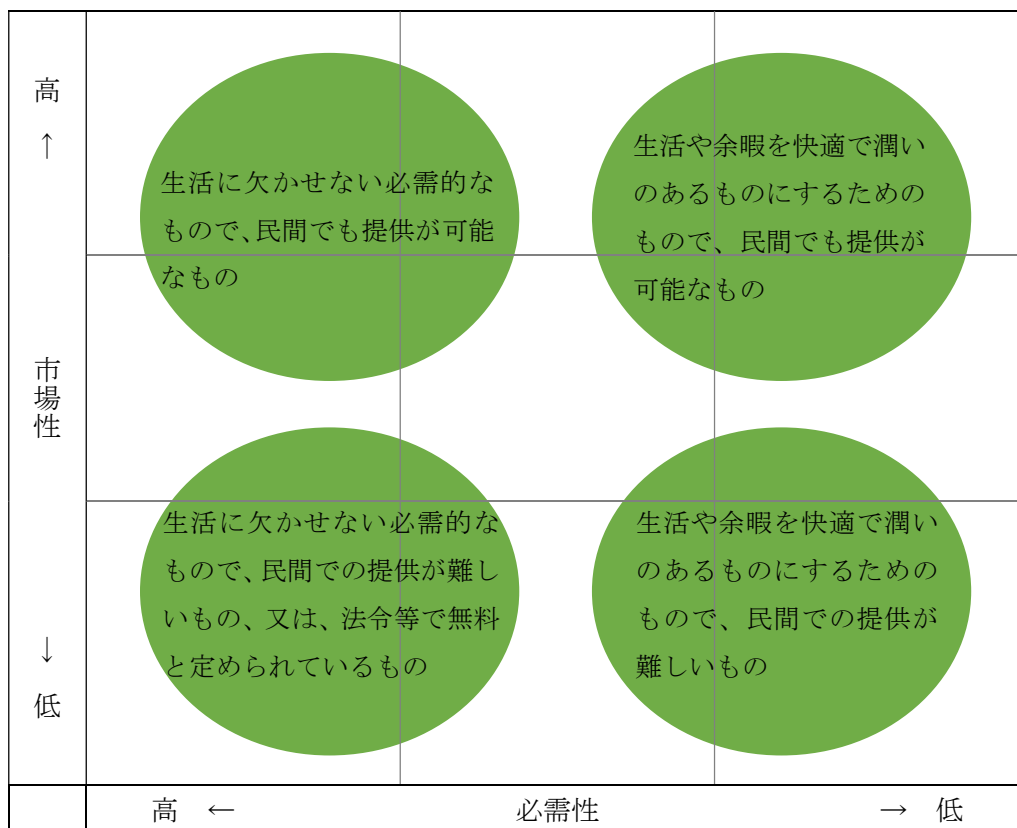 高
↑
市場性
↓
低
生活に欠かせない必需的な
もので、民間でも提供が可能
なもの
生活や余暇を快適で潤い
のあるものにするための
もので、民間でも提供が
可能なもの
生活に欠かせない必需的な
もので、民間での提供が難し
いもの、又は、法令等で無料
と定められているもの
生活や余暇を快適で潤い
のあるものにするための
もので、民間での提供が
難しいもの
高 ← 必需性 → 低